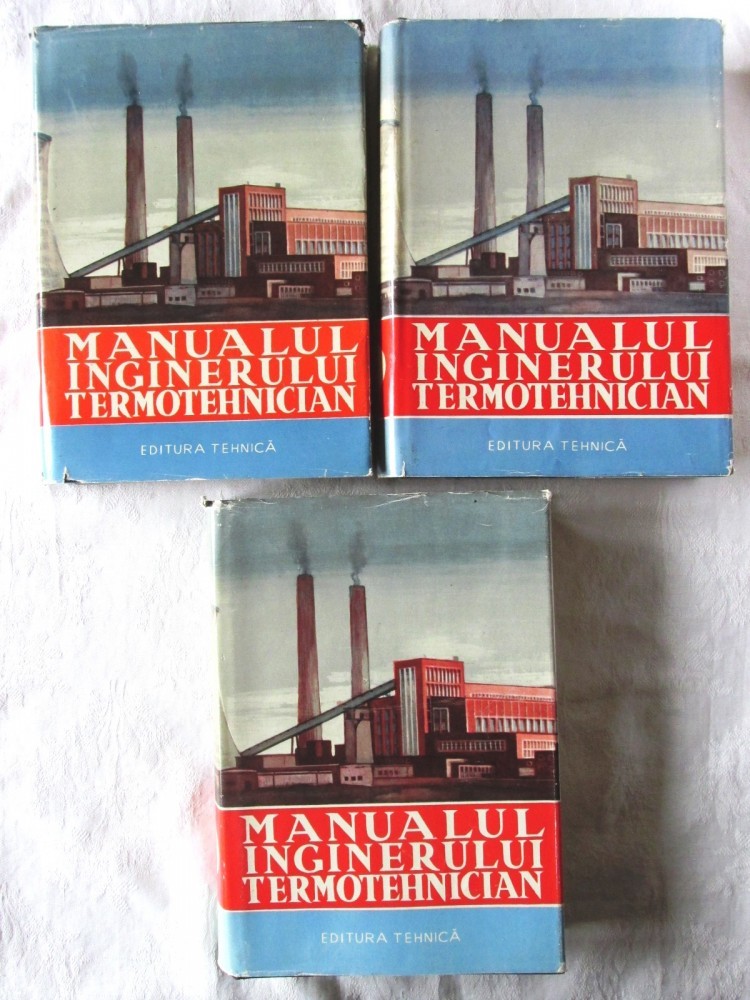 MANUALUL
INGINERULUI
TERMOTEHNICIAN
EDITURA TEHNICĂ
MANUALUL
INGINERULUI
TERMOTEHNICIAN
EDITURA TEHNICĂ
MANUALUL
INGINERULUI
TERMOTEHNICIAN
EDITURA TEHNICĂ